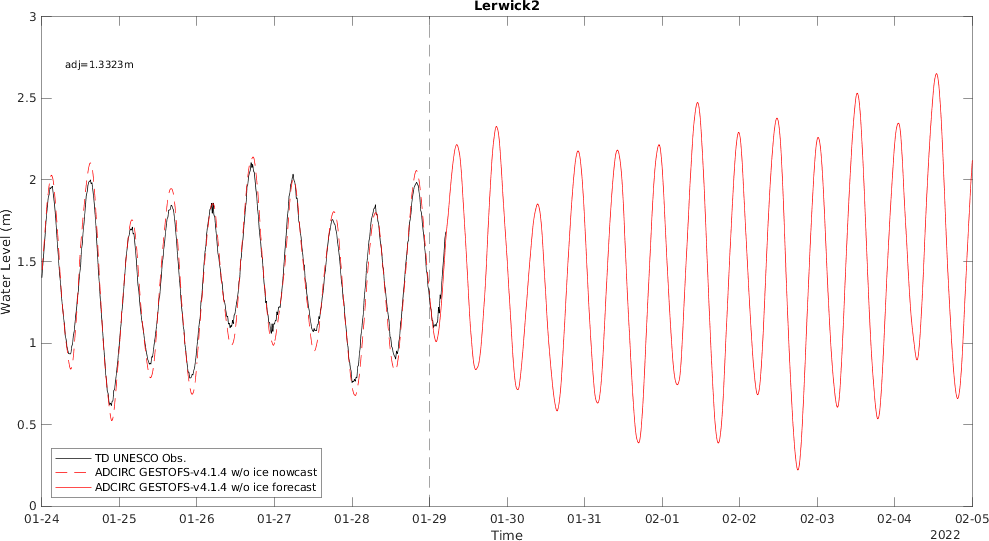 Lerwick2
3
adj=1.3323m
2.5
2
Water Level (m)
1.5
1
0.5
TD UNESCO Obs.
ADCIRC GESTOFS-v4.1.4 w/o ice nowcast
ADCIRC GESTOFS-v4.1.4 w/o ice forecast
0
01-24 01-25 01-26 01-27 01-28 01-29 01-30 01-31 02-01 02-02 02-03 02-04 02-05
Time
2022